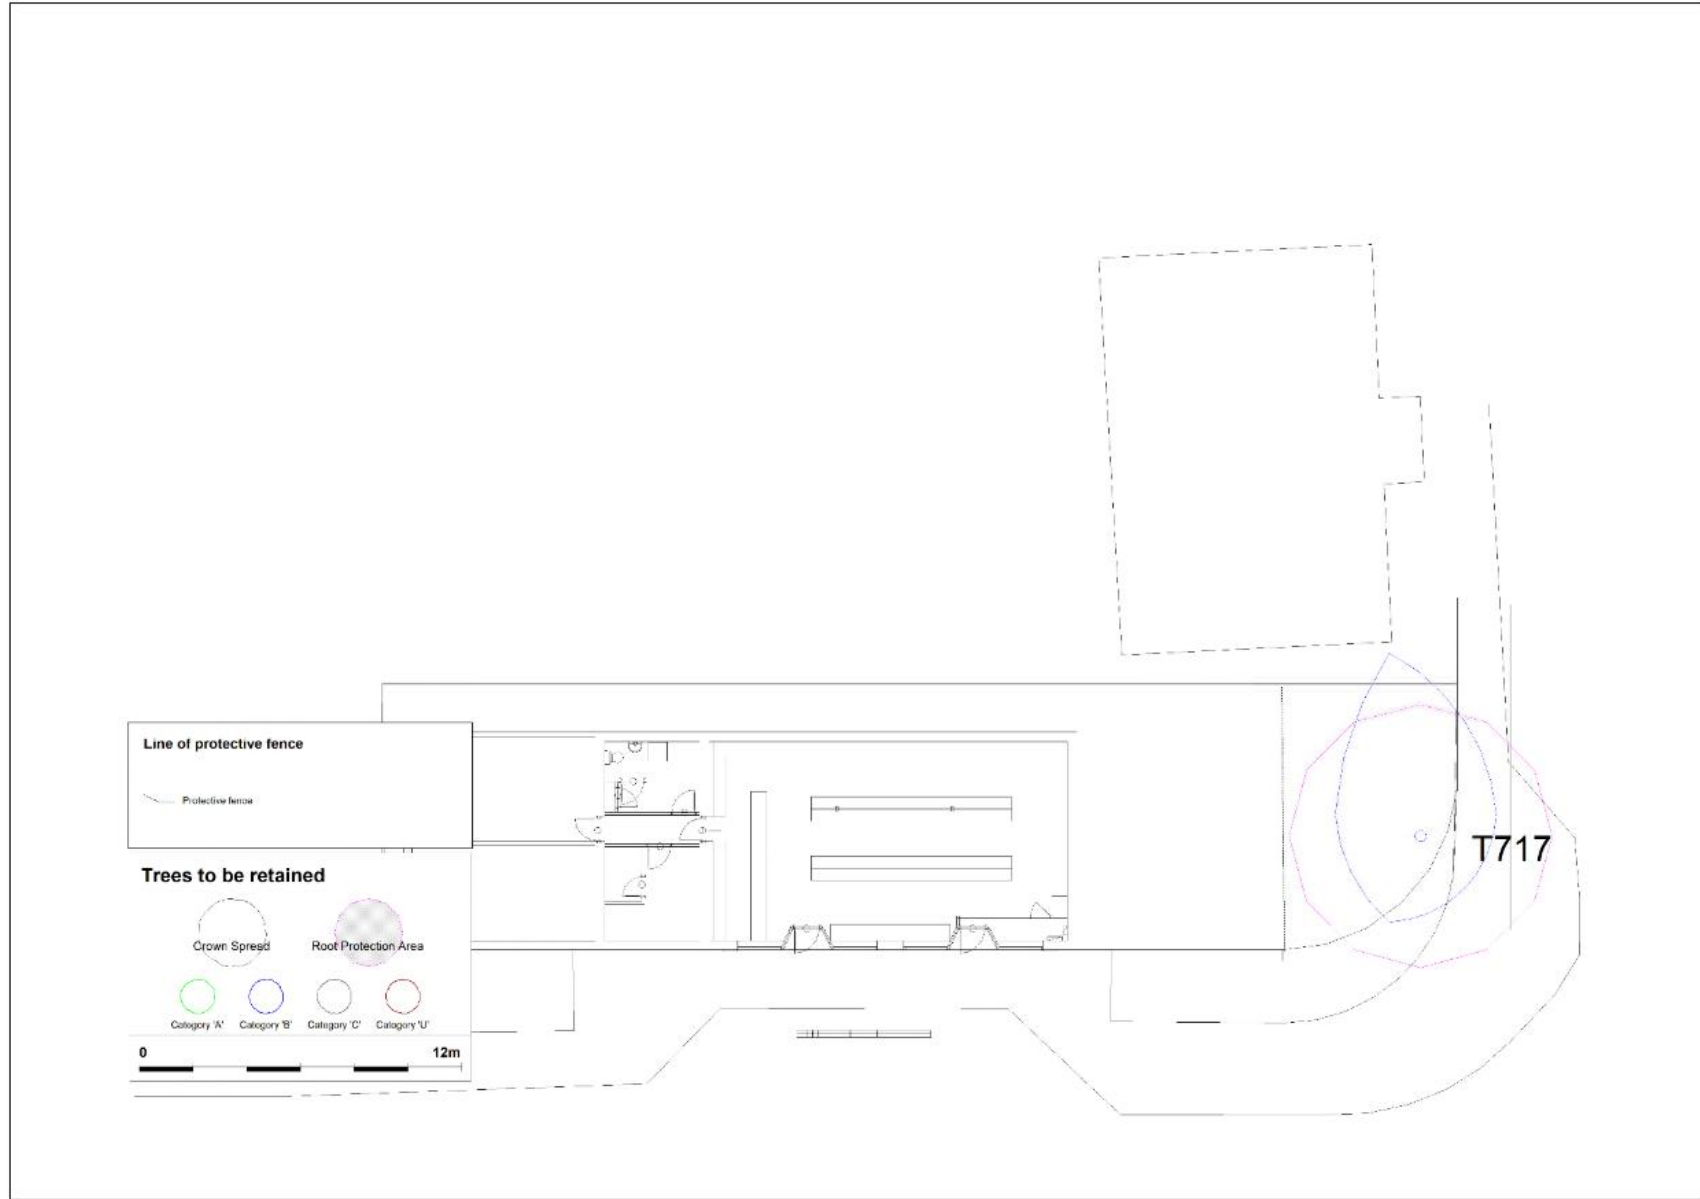 Line of protective fence
Protective fence
T717
Trees to be retained
Crown Spread Root Protection Area
Category 'A' Category 'B' Category 'C' Category 'U'
0 12m